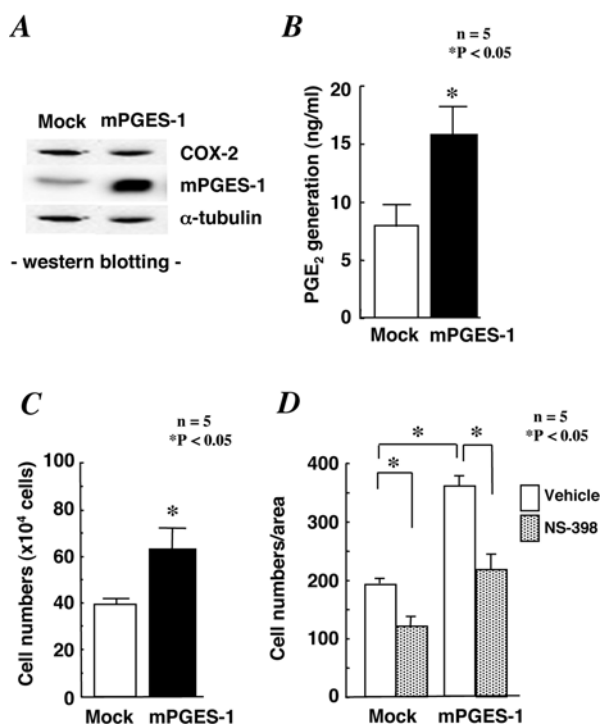 A
Mock mPGES-1
COX-2
mPGES-1
α-tubulin
- western blotting -
B
n = 5
*P < 0.05
PGE2 generation (ng/ml)
20
15
10
5
0
*
Mock mPGES-1
C
n = 5
*P < 0.05
Cell numbers (x104 cells)
100
80
60
40
20
0
*
Mock mPGES-1
D
n = 5
*P < 0.05
Cell numbers/area
400
300
200
100
0
* * *
Vehicle
NS-398
Mock mPGES-1